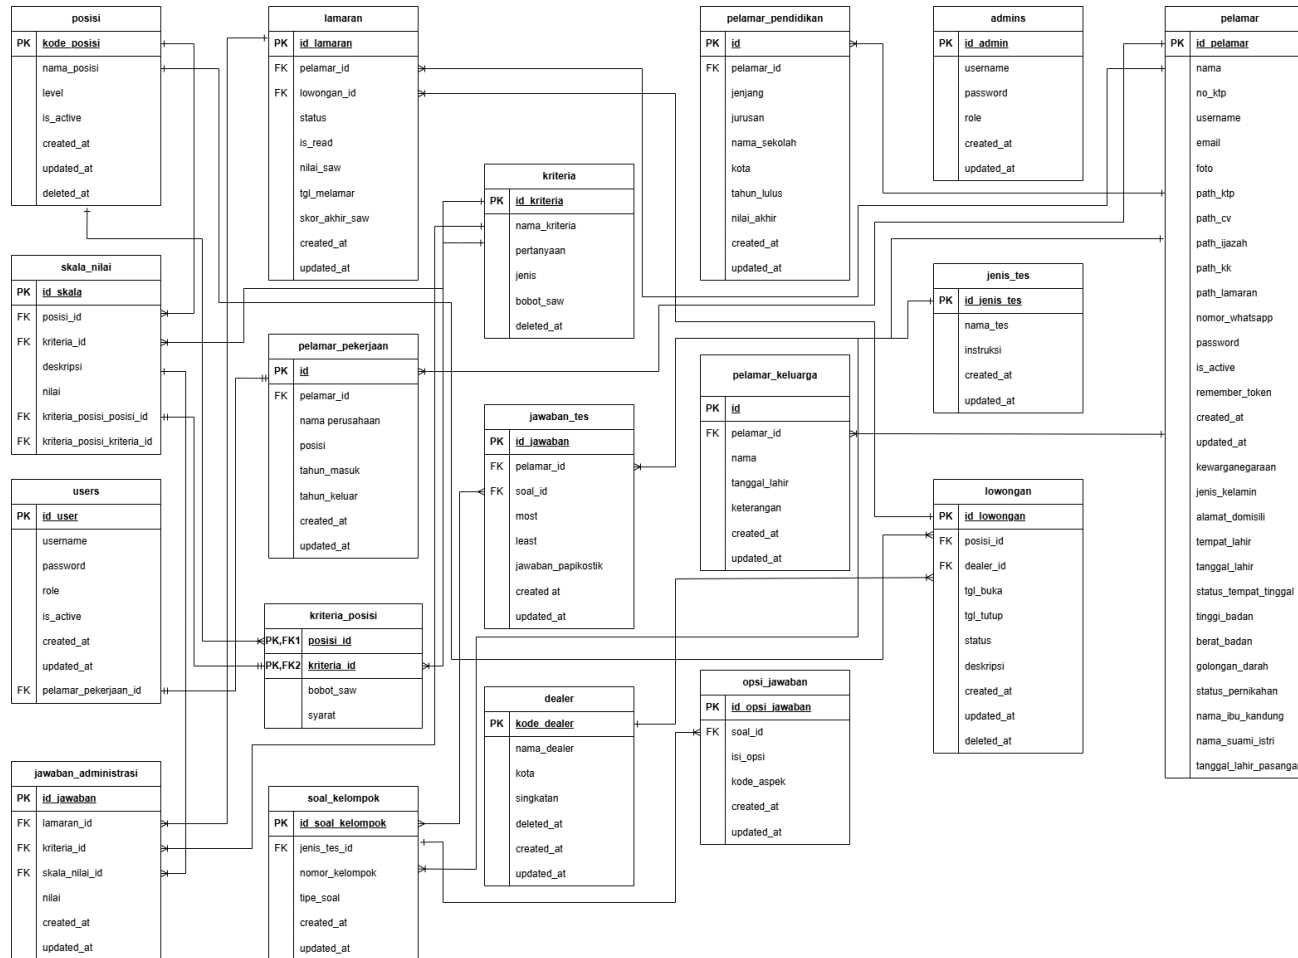 posisi
PK kode_posisi
nama_posisi
level
is_active
created_at
updated_at
deleted_at
skala_nilai
PK id_skala
FK posisi_id
FK kriteria_id
deskripsi
nilai
FK kriteria_posisi_posisi_id
FK kriteria_posisi_kriteria_id
users
PK id_user
username
password
role
is_active
created_at
updated_at
FK pelamar_pekerjaan_id
jawaban_administrasi
PK id_jawaban
FK lamaran_id
FK kriteria_id
FK skala_nilai_id
nilai
created_at
updated_at
lamaran
PK id_lamaran
FK pelamar_id
FK lowongan_id
status
is_read
nilai_saw
tgl_melamar
skor_akhir_saw
created_at
updated_at
pelamar_pekerjaan
PK id
FK pelamar_id
nama perusahaan
posisi
tahun_masuk
tahun_keluar
created_at
updated_at
kriteria_posisi
PK,FK1 posisi_id
PK,FK2 kriteria_id
bobot_saw
syarat
soal_kelompok
PK id_soal_kelompok
FK jenis_tes_id
nomor_kelompok
tipe_soal
created_at
updated_at
kriteria
PK id_kriteria
nama_kriteria
pertanyaan
jenis
bobot_saw
deleted_at
jawaban_tes
PK id_jawaban
FK pelamar_id
FK soal_id
most
least
jawaban_papikostik
created at
updated_at
dealer
PK kode_dealer
nama_dealer
kota
singkatan
deleted_at
created_at
updated_at
pelamar_pendidikan
PK id
FK pelamar_id
jenjang
jurusan
nama_sekolah
kota
tahun_lulus
nilai_akhir
created_at
updated_at
pelamar_keluarga
PK id
FK pelamar_id
nama
tanggal_lahir
keterangan
created_at
updated_at
opsi_jawaban
PK id_opsi_jawaban
FK soal_id
isi_opsi
kode_aspek
created_at
updated_at
admins
PK id_admin
username
password
role
created_at
updated_at
jenis_tes
PK id_jenis_tes
nama_tes
instruksi
created_at
updated_at
lowongan
PK id_lowongan
FK posisi_id
FK dealer_id
tgl_buka
tgl_tutup
status
deskripsi
created_at
updated_at
deleted_at
pelamar
PK id_pelamar
nama
no_ktp
username
email
foto
path_ktp
path_cv
path_ijazah
path_kk
path_lamaran
nomor_whatsapp
password
is_active
remember_token
created_at
updated_at
kewarganegaraan
jenis_kelamin
alamat_domisili
tempat_lahir
tanggal_lahir
status_tempat_tinggal
tinggi_badan
berat_badan
golongan_darah
status_pernikahan
nama_ibu_kandung
nama_suami_istri
tanggal_lahir_pasangan